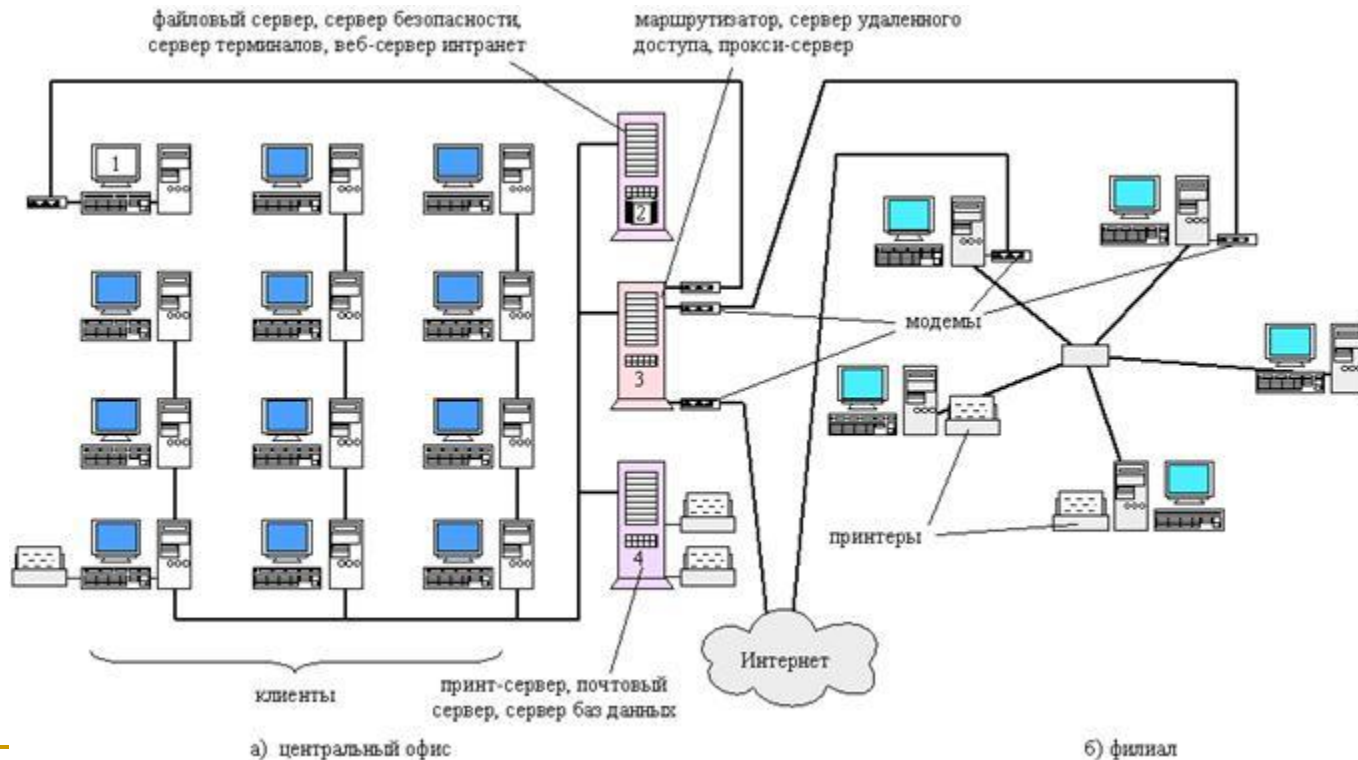 файловый сервер, сервер безопасности,
сервер терминалов, веб-сервер интранет
маршрутизатор, сервер удаленного
доступа, прокси-сервер
1
2
3
модемы
4
принтеры
Интернет
клиенты
принт-сервер, почтовый
сервер, сервер баз данных
а) центральный офис
б) филиал